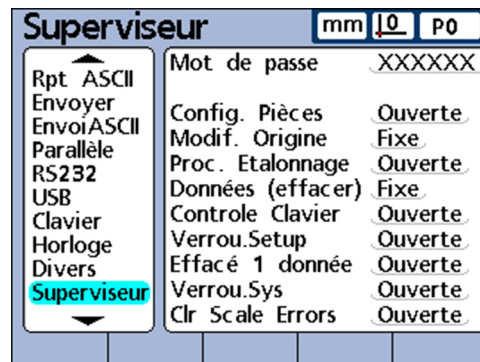 Superviseur
mm 0 P0
Rpt ASCII
Envoyer
EnvoiASCII
Parallèle
RS232
USB
Clavier
Horloge
Divers
Superviseur
Mot de passe XXXXXX
Config. Pièces Ouverte
Modif. Origine Fixe
Proc. Etalonnage Ouverte
Données (effacer) Fixe
Controle Clavier Ouverte
Verrou.Setup Ouverte
Effacé 1 donnée Ouverte
Verrou.Sys Ouverte
Clr Scale Errors Ouverte